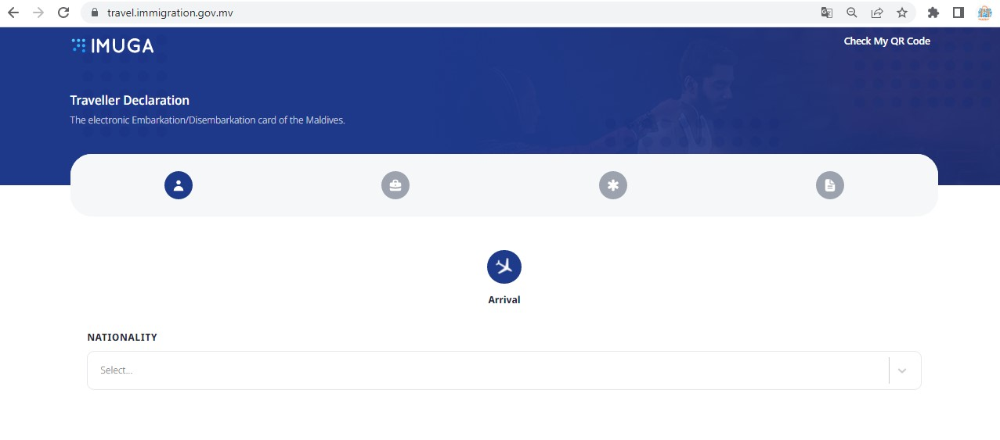 travel.immigration.gov.mv
IMUGA
Check My QR Code
Traveller Declaration
The electronic Embarkation/Disembarkation card of the Maldives.
Arrival
NATIONALITY
Select...